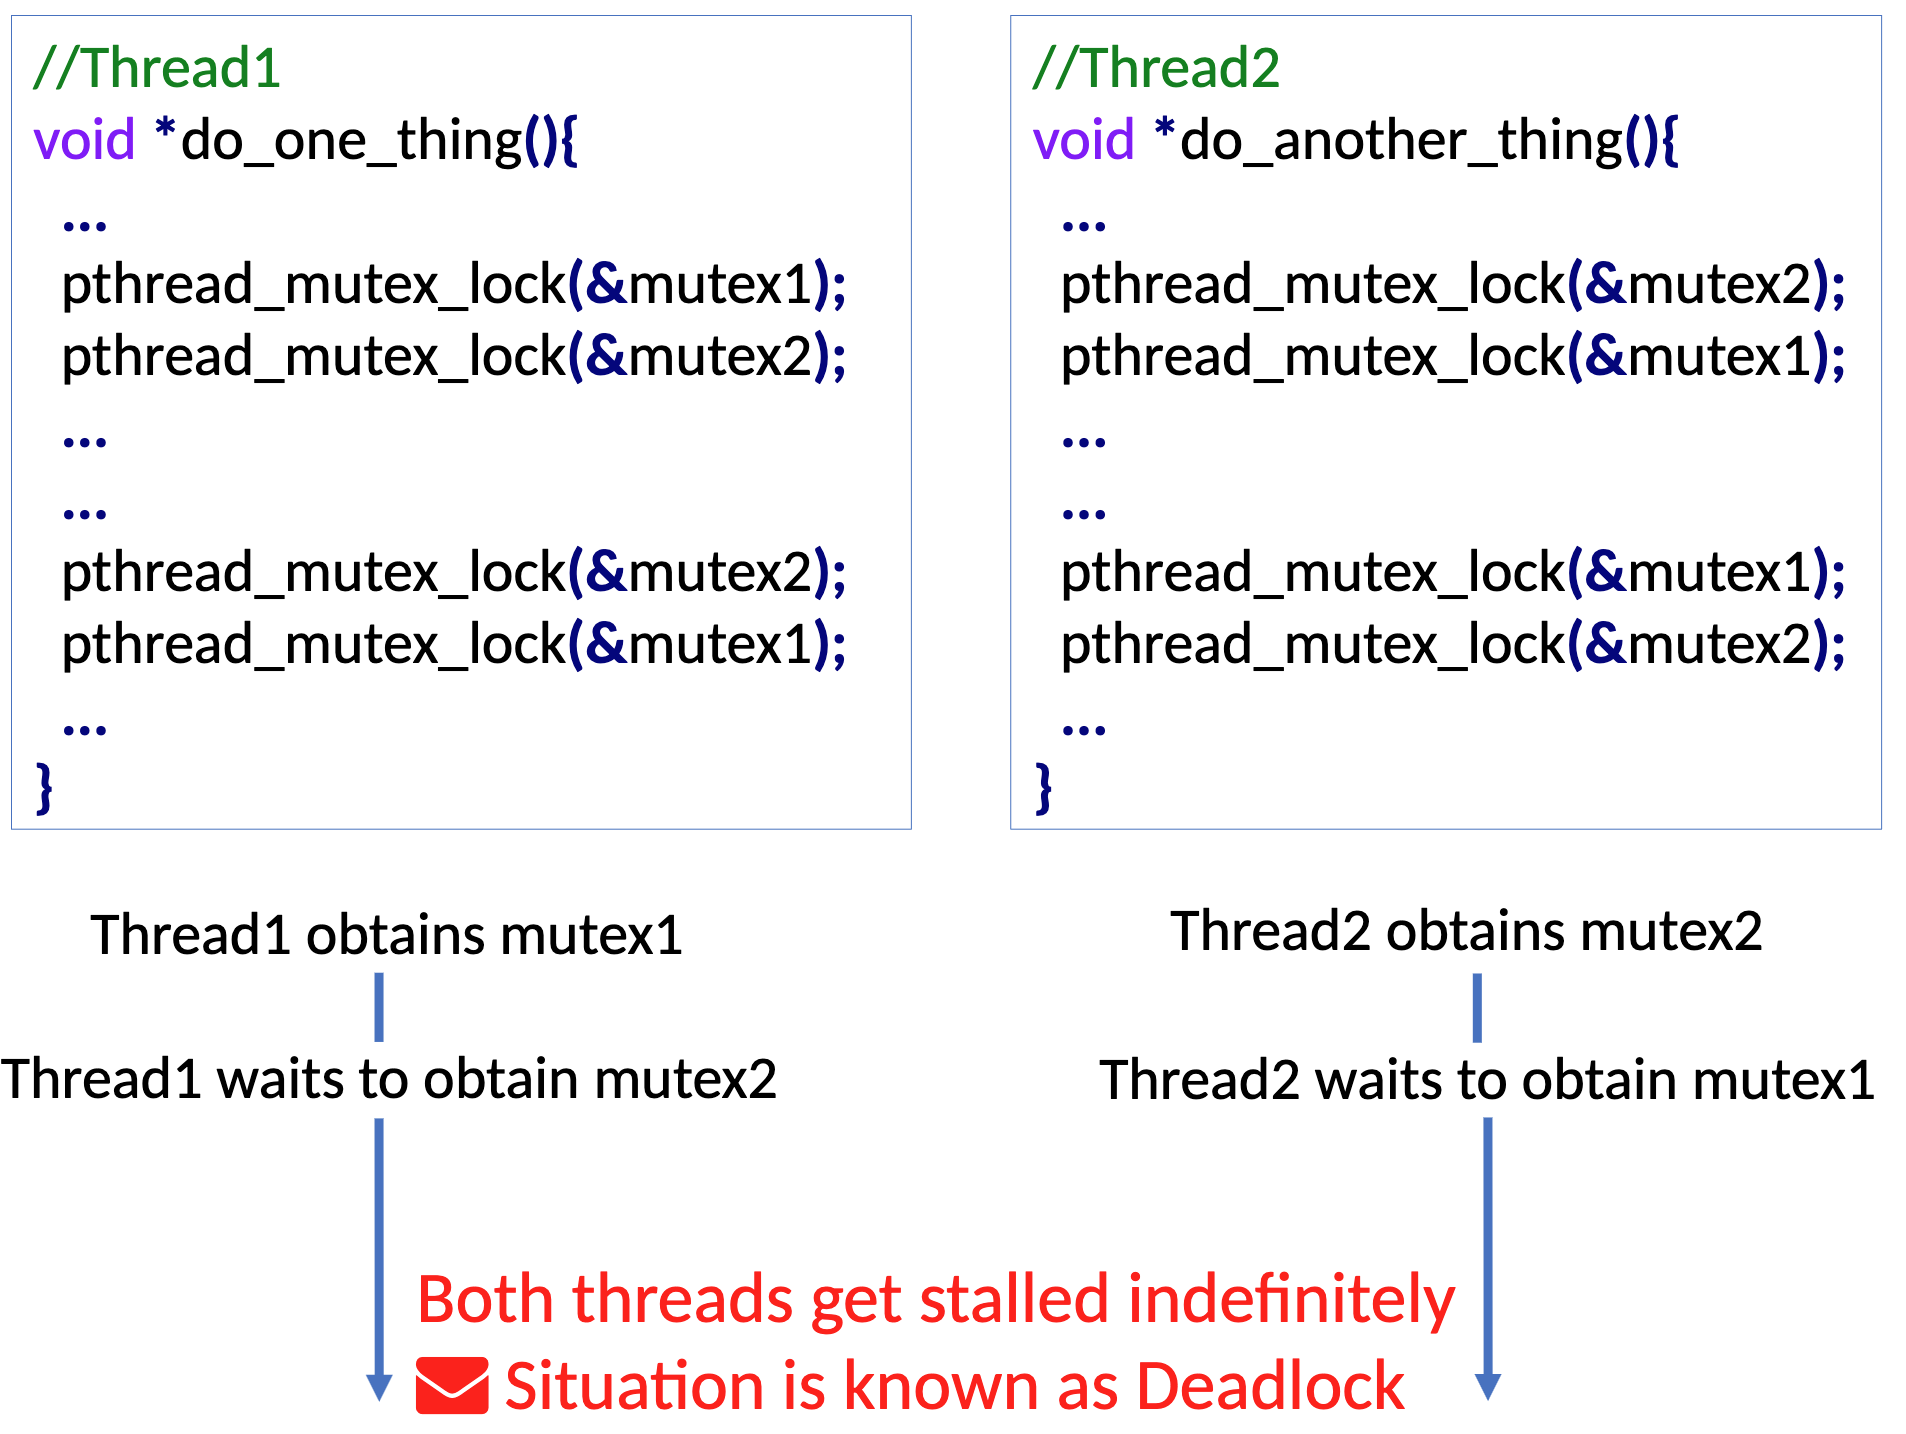 //Thread1
void *do_one_thing(){
...
pthread_mutex_lock(&mutex1);
pthread_mutex_lock(&mutex2);
...
...
pthread_mutex_lock(&mutex2);
pthread_mutex_lock(&mutex1);
...
}
//Thread2
void *do_another_thing(){
...
pthread_mutex_lock(&mutex2);
pthread_mutex_lock(&mutex1);
...
...
pthread_mutex_lock(&mutex1);
pthread_mutex_lock(&mutex2);
...
}
Thread1 obtains mutex1
Thread1 waits to obtain mutex2
Thread2 obtains mutex2
Thread2 waits to obtain mutex1
Both threads get stalled indefinitely
Situation is known as Deadlock